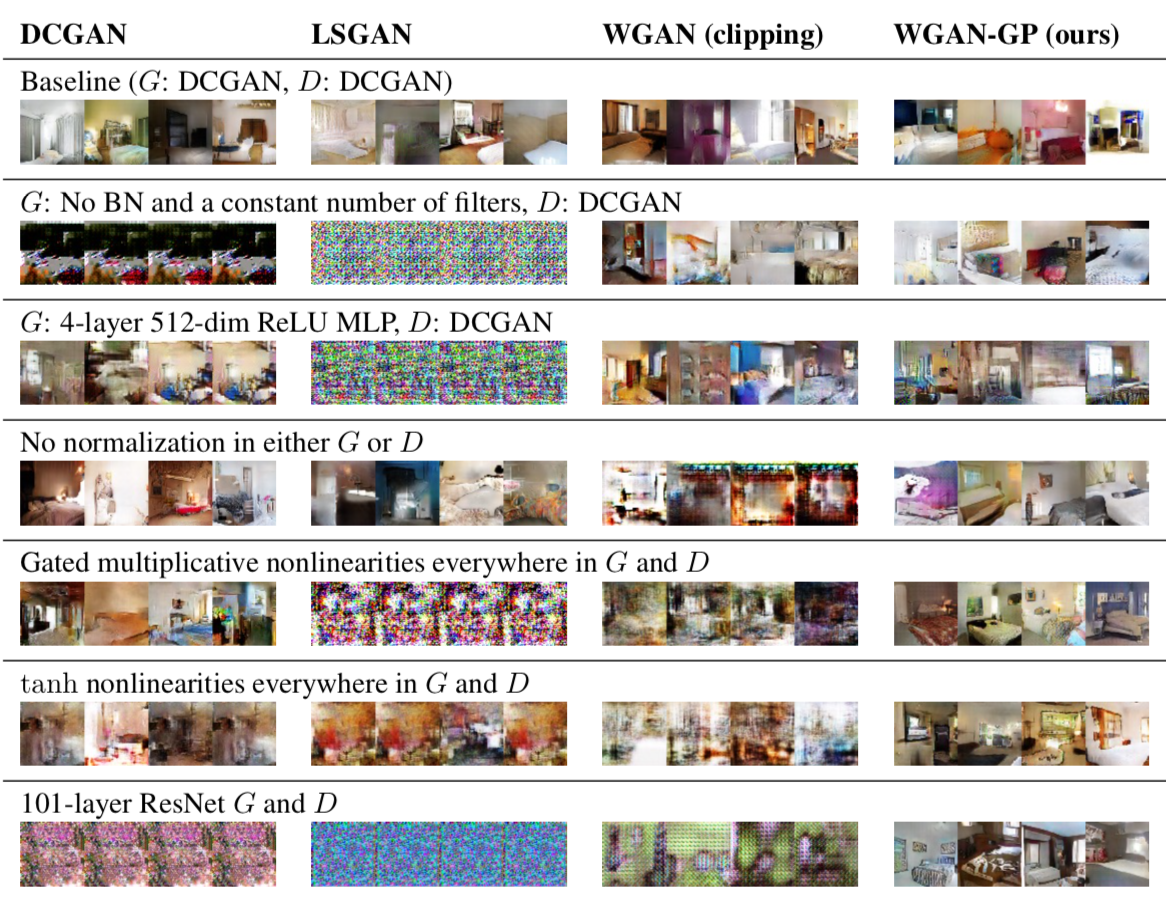 DCGAN LSGAN WGAN (clipping) WGAN-GP (ours)
Baseline (G: DCGAN, D: DCGAN)
G: No BN and a constant number of filters, D: DCGAN
G: 4-layer 512-dim ReLU MLP, D: DCGAN
No normalization in either G or D
Gated multiplicative nonlinearities everywhere in G and D
tanh nonlinearities everywhere in G and D
101-layer ResNet G and D